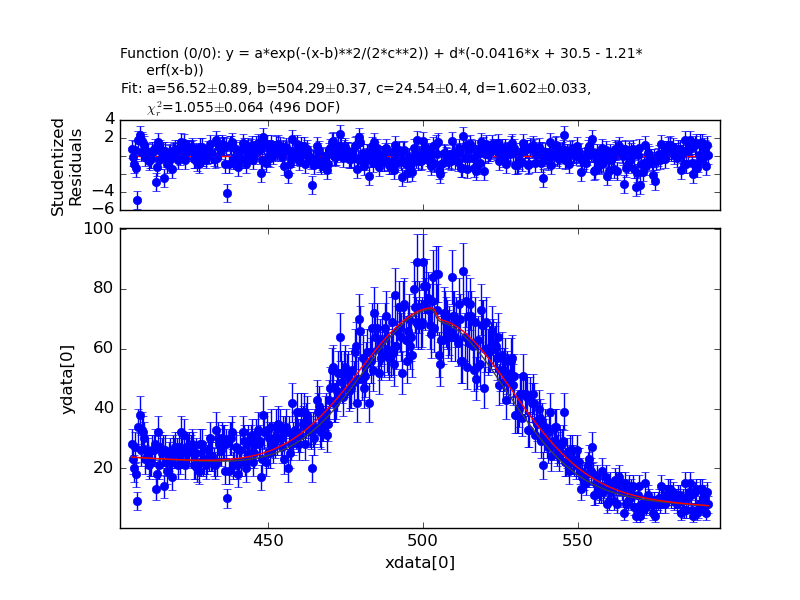 Function (0/0): y = a*exp(-(x-b)**2/(2*c**2)) + d*(-0.0416*x + 30.5 - 1.21*
erf(x-b))
Fit: a=56.52±0.89, b=504.29±0.37, c=24.54±0.4, d=1.602±0.033,
χ_r^2=1.055±0.064 (496 DOF)
4
2
−4
−6
Studentized
Residuals
100
80
60
40
20
ydata[0]
450 500 550
xdata[0]